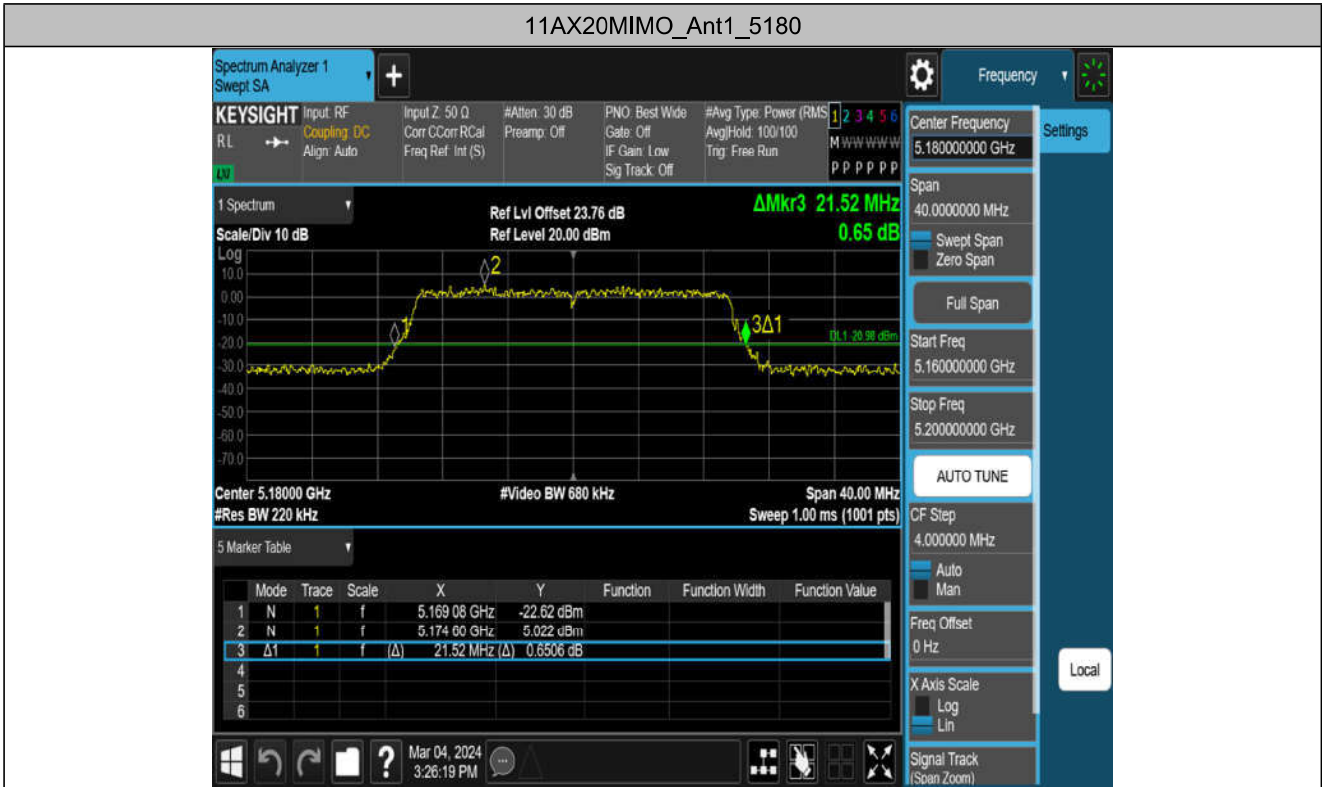 11AX20MIMO_Ant1_5180
Spectrum Analyzer 1
Swept SA
Frequency
KEYSIGHT
RL
Input: RF
Coupling: DC
Align: Auto
Input Z: 50 Ω
Corr CCorr RCal
Freq Ref: Int (S)
#Atten: 30 dB
Preamp: Off
PNO: Best Wide
Gate: Off
IF Gain: Low
Sig Track: Off
#Avg Type: Power (RMS
Avg|Hold: 100/100
Trig: Free Run
1 2 3 4 5 6
M W W W W W
P P P P P P
1 Spectrum
Scale/Div 10 dB
Ref Lvl Offset 23.76 dB
Ref Level 20.00 dBm
ΔMkr3 21.52 MHz
0.65 dB
Log
10.0
0.00
-10.0
-20.0
-30.0
-40.0
-50.0
-60.0
-70.0
1
2
3Δ1
DL1 -20.98 dBm
Center 5.18000 GHz
#Video BW 680 kHz
Span 40.00 MHz
#Res BW 220 kHz
Sweep 1.00 ms (1001 pts)
5 Marker Table
Mode Trace Scale X Y Function Function Width Function Value
1 N 1 f 5.169 08 GHz -22.62 dBm
2 N 1 f 5.174 60 GHz 5.022 dBm
3 Δ1 1 f (Δ) 21.52 MHz (Δ) 0.6506 dB
4
5
6
Mar 04, 2024
3:26:19 PM
Center Frequency
5.180000000 GHz
Settings
Span
40.0000000 MHz
Swept Span
Zero Span
Full Span
Start Freq
5.160000000 GHz
Stop Freq
5.200000000 GHz
AUTO TUNE
CF Step
4.000000 MHz
Auto
Man
Freq Offset
0 Hz
Local
X Axis Scale
Log
Lin
Signal Track
(Span Zoom)